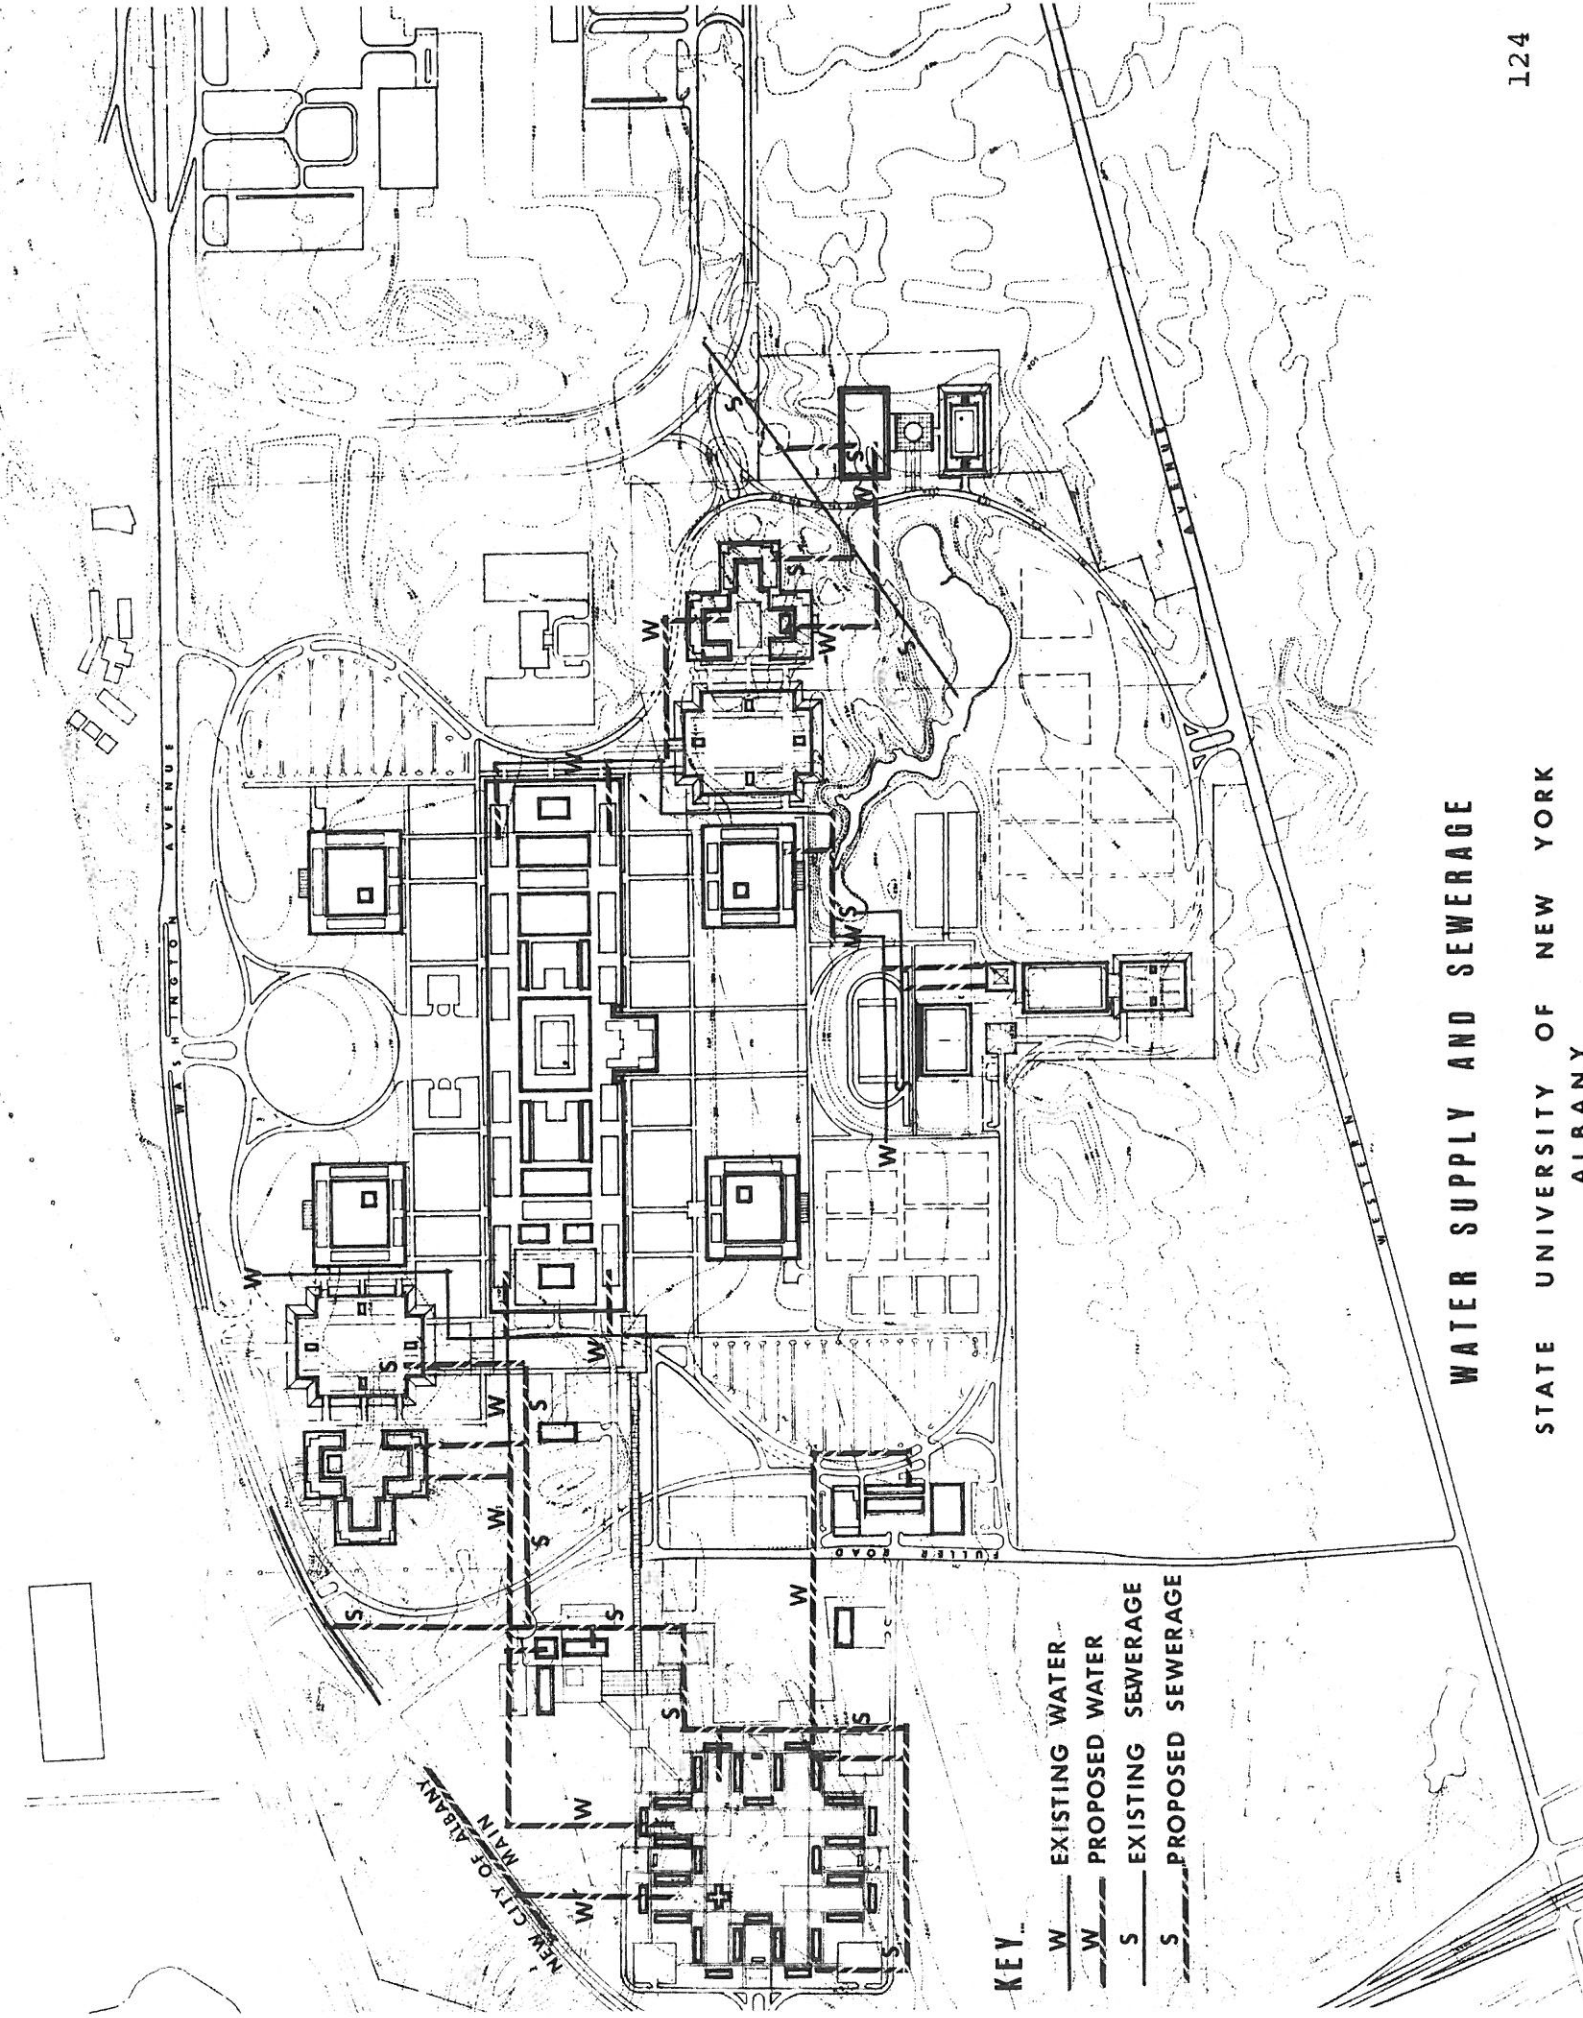 124
WASHINGTON AVENUE
WESTERN AVENUE
FULLER ROAD
NEW CITY OF ALBANY
MAIN
W
W
W
W
W
W
W
W
W
W
W
W
W
W
S
S
S
S
S
S
S
S
S
S
S
S
S
S
KEY..
W EXISTING WATER
W PROPOSED WATER
S EXISTING SEWERAGE
S PROPOSED SEWERAGE
WATER SUPPLY AND SEWERAGE
STATE UNIVERSITY OF NEW YORK
ALBANY